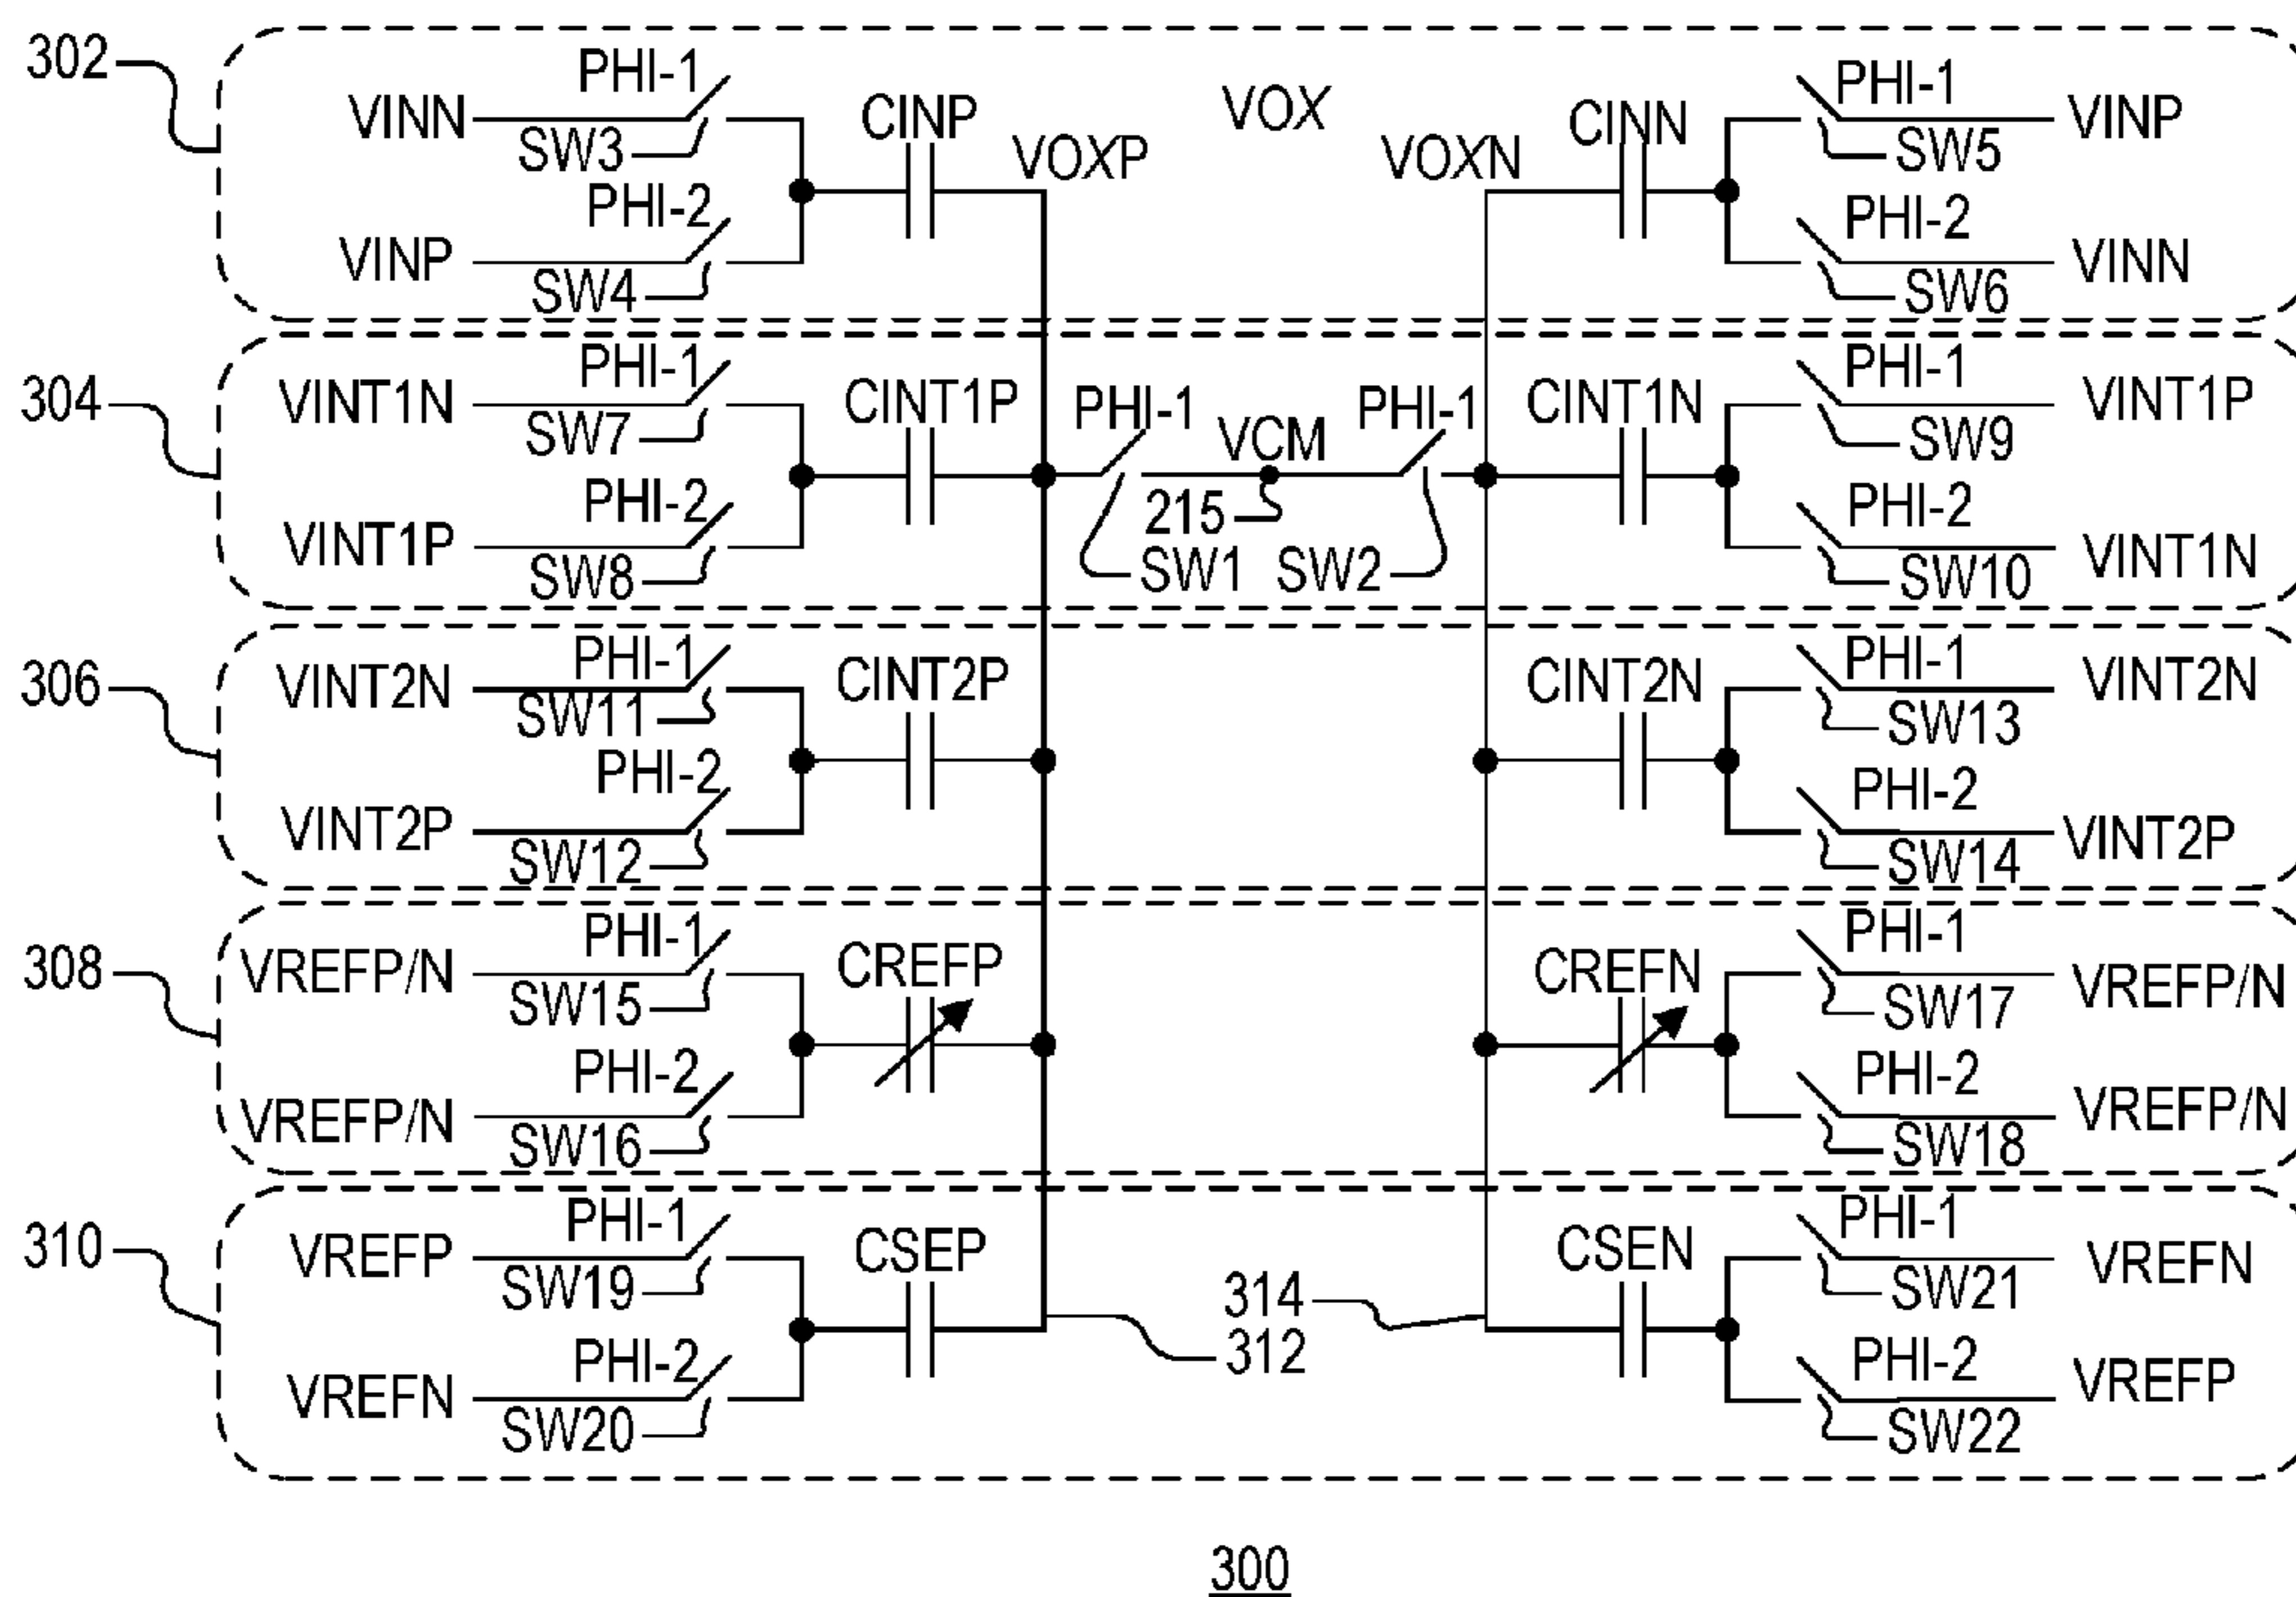 302
VINN
PHI-1
SW3
VINP
PHI-2
SW4
CINP
VOXP
VOX
VOXN
CINN
PHI-1
SW5
VINP
PHI-2
SW6
VINN
304
VINT1N
PHI-1
SW7
VINT1P
PHI-2
SW8
CINT1P
PHI-1
VCM
215
PHI-1
SW1
SW2
CINT1N
PHI-1
SW9
VINT1P
PHI-2
SW10
VINT1N
306
VINT2N
PHI-1
SW11
VINT2P
PHI-2
SW12
CINT2P
CINT2N
PHI-1
SW13
VINT2N
PHI-2
SW14
VINT2P
308
VREFP/N
PHI-1
SW15
VREFP/N
PHI-2
SW16
CREFP
CREFN
PHI-1
SW17
VREFP/N
PHI-2
SW18
VREFP/N
310
VREFP
PHI-1
SW19
VREFN
PHI-2
SW20
CSEP
314
312
CSEN
PHI-1
SW21
VREFN
PHI-2
SW22
VREFP
300